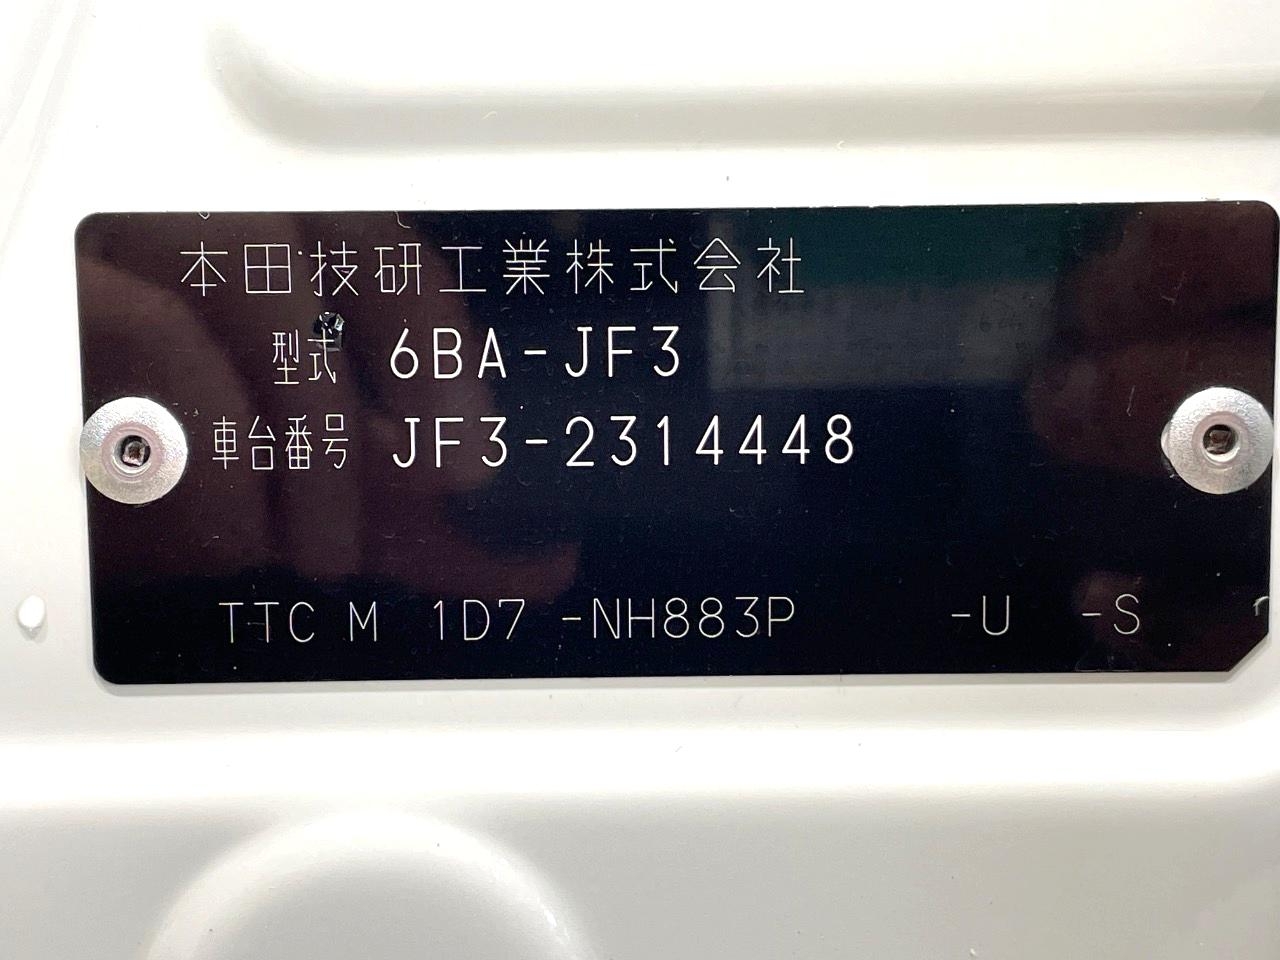 本田技研工業株式会社
型式 6BA-JF3
車台番号 JF3-2314448
TTC M 1D7 -NH883P -U -S